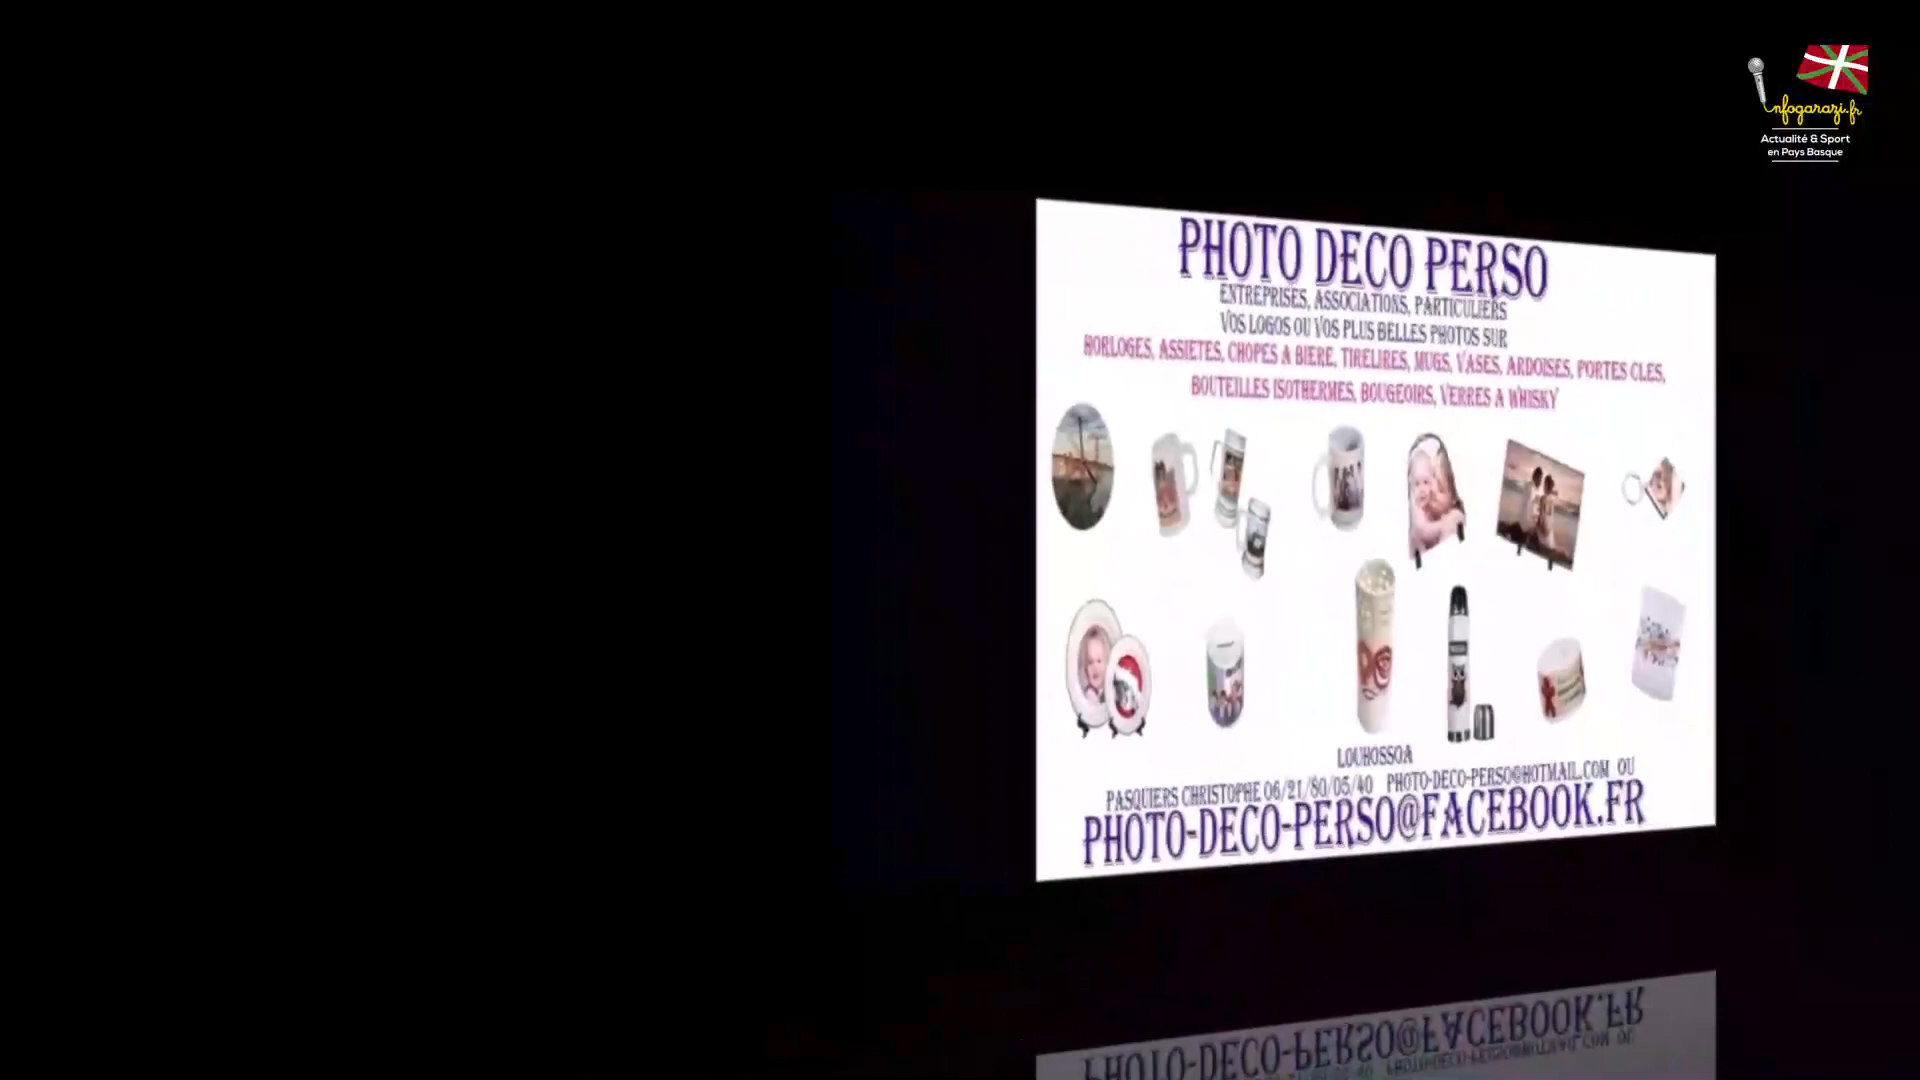 nfogarazi.fr
Actualité & Sport
en Pays Basque
PHOTO DECO PERSO
ENTREPRISES, ASSOCIATIONS, PARTICULIERS
VOS LOGOS OU VOS PLUS BELLES PHOTOS SUR
HORLOGES, ASSIETES, CHOPES A BIERE, TIRELIRES, MUGS, VASES, ARDOISES, PORTES CLES,
BOUTEILLES ISOTHERMES, BOUGEOIRS, VERRES A WHISKY
LOUHOSSOA
PASQUIERS CHRISTOPHE 06/21/80/05/40 PHOTO-DECO-PERSO@HOTMAIL.COM OU
PHOTO-DECO-PERSO@FACEBOOK.FR